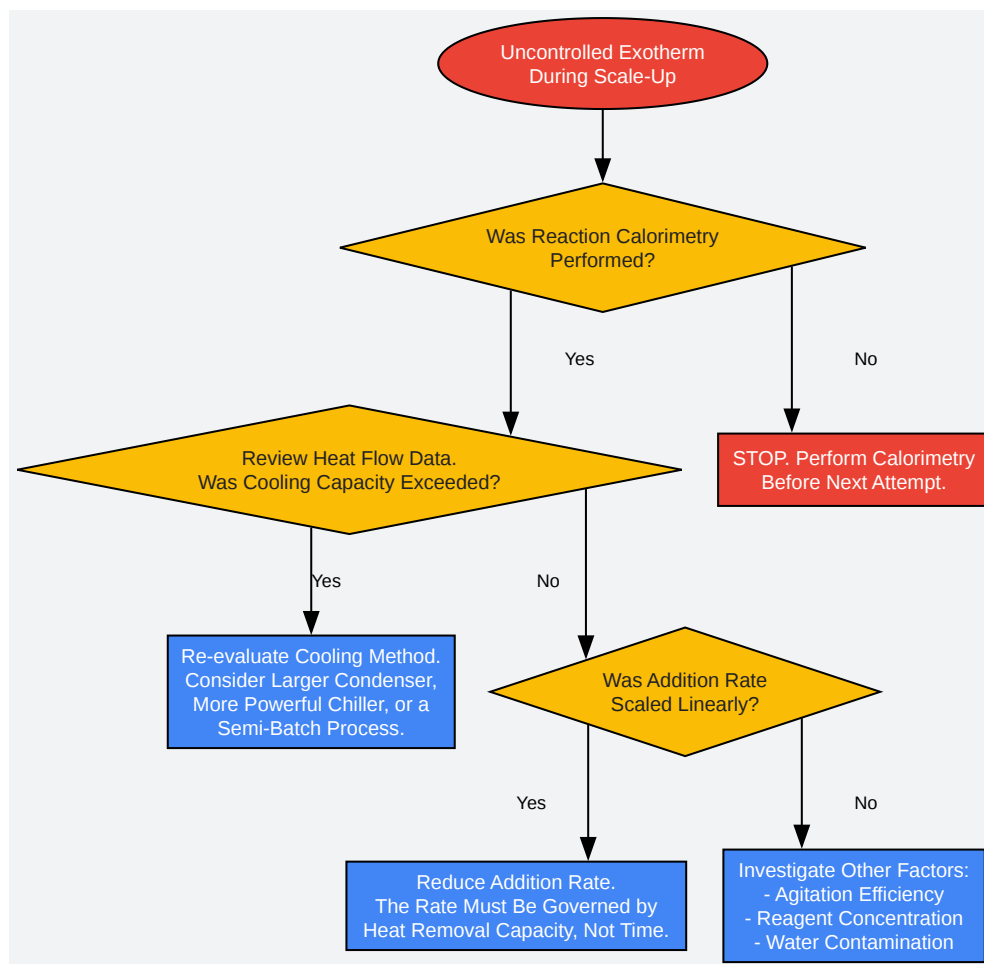 Uncontrolled Exotherm
During Scale-Up
Was Reaction Calorimetry
Performed?
Yes
No
Review Heat Flow Data.
Was Cooling Capacity Exceeded?
STOP. Perform Calorimetry
Before Next Attempt.
Yes
No
Re-evaluate Cooling Method.
Consider Larger Condenser,
More Powerful Chiller, or a
Semi-Batch Process.
Was Addition Rate
Scaled Linearly?
Yes
No
Reduce Addition Rate.
The Rate Must Be Governed by
Heat Removal Capacity, Not Time.
Investigate Other Factors:
- Agitation Efficiency
- Reagent Concentration
- Water Contamination